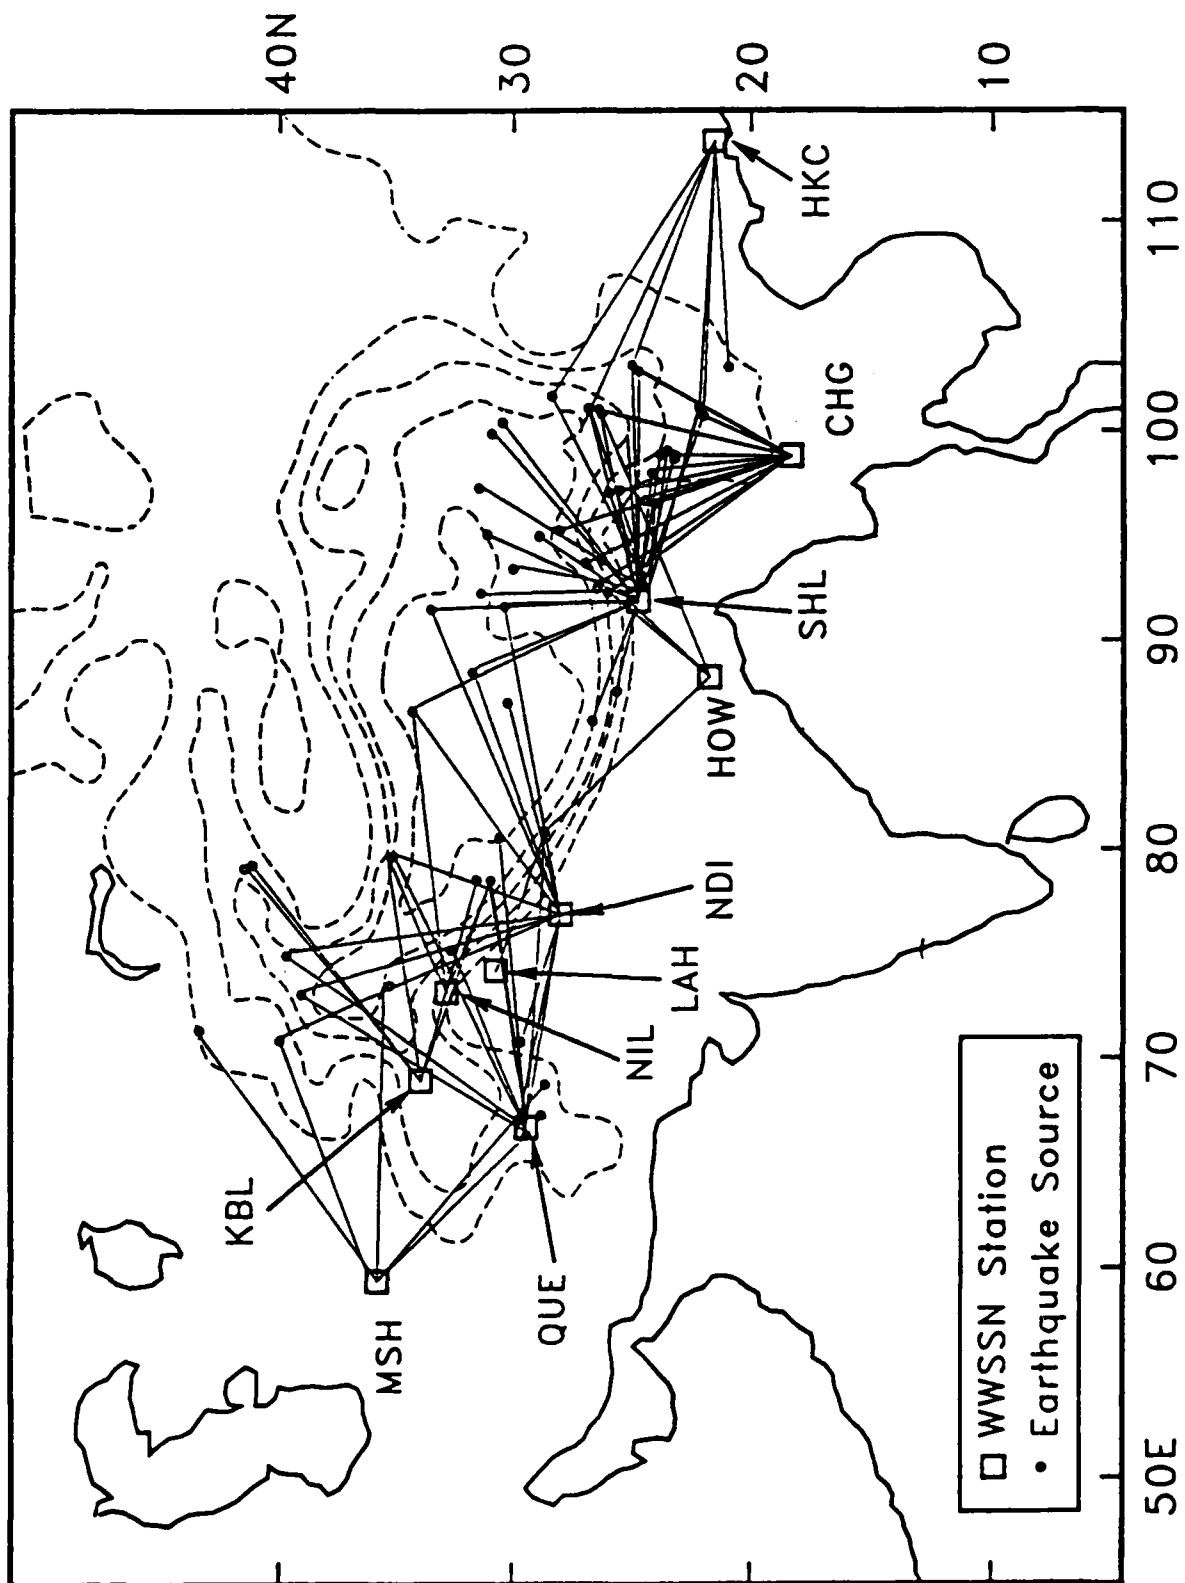 40N
30
20
10
50E
60
70
80
90
100
110
MSH
KBL
QUE
NIL
LAH
NDI
HOW
SHL
CHG
HKC
WWSSN Station
Earthquake Source